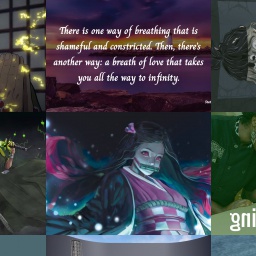 There is one way of breathing that is
shameful and constricted. Then, there's
another way: a breath of love that takes
you all the way to infinity.